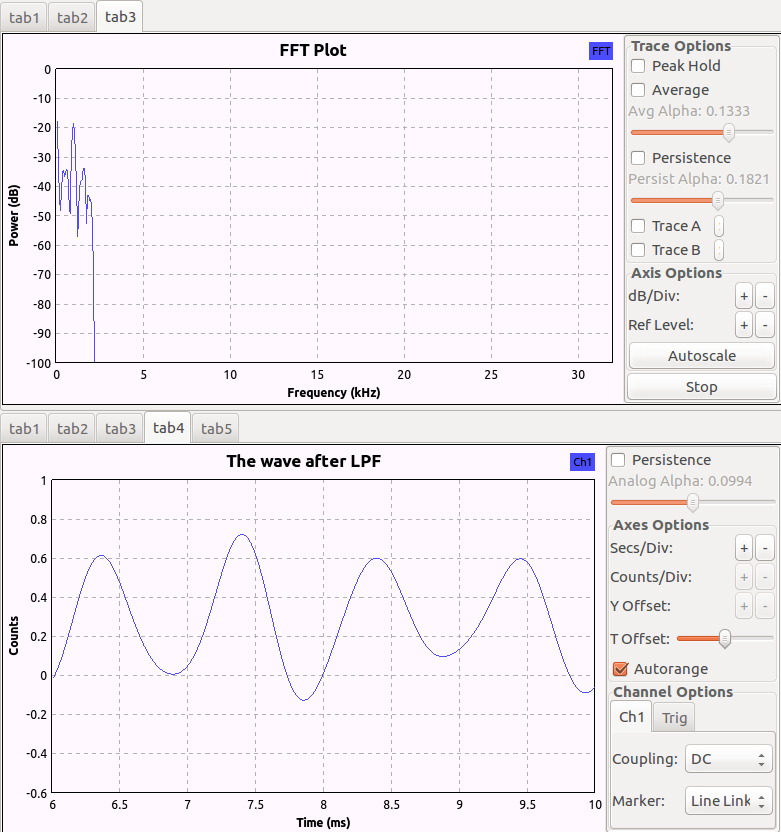 tab1 tab2 tab3
FFT Plot
FFT
0
-10
-20
-30
-40
-50
-60
-70
-80
-90
-100
Power (dB)
0 5 10 15 20 25 30
Frequency (kHz)
Trace Options
Peak Hold
Average
Avg Alpha: 0.1333
Persistence
Persist Alpha: 0.1821
Trace A
Trace B
Axis Options
dB/Div: + -
Ref Level: + -
Autoscale
Stop
tab1 tab2 tab3 tab4 tab5
The wave after LPF
Ch1
1
0.8
0.6
0.4
0.2
0
-0.2
-0.4
-0.6
Counts
6 6.5 7 7.5 8 8.5 9 9.5 10
Time (ms)
Persistence
Analog Alpha: 0.0994
Axes Options
Secs/Div: + -
Counts/Div: + -
Y Offset: + -
T Offset:
Autorange
Channel Options
Ch1 Trig
Coupling: DC
Marker: Line Link